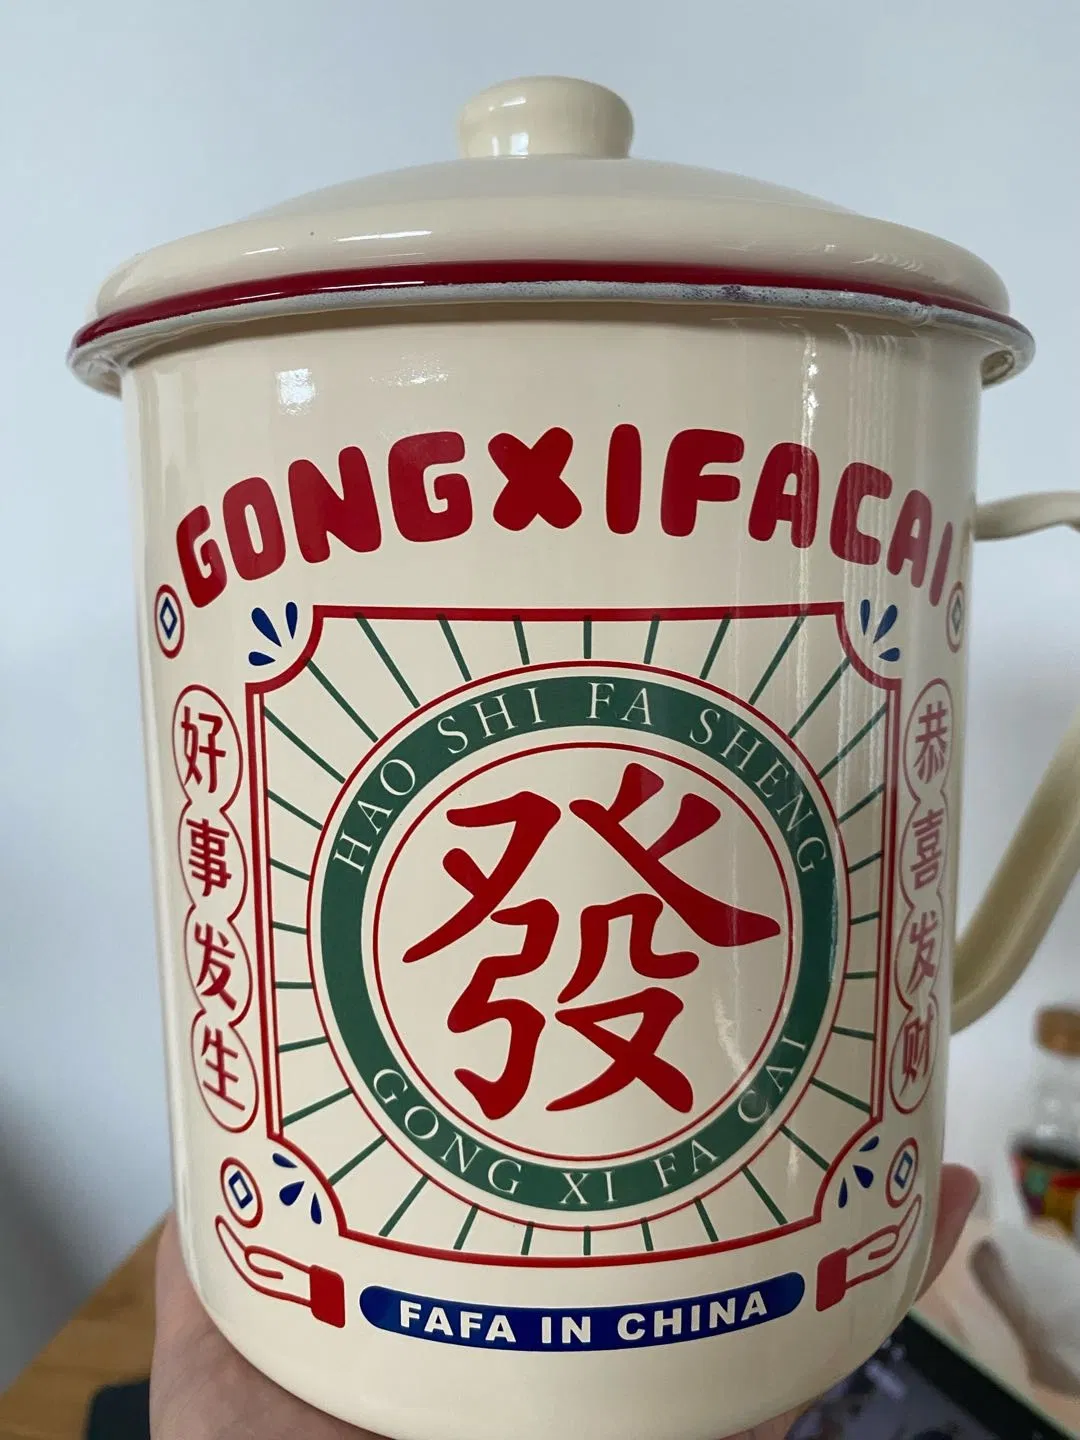 GONGXIFACAI
HAO SHI FA SHENG
好事发生
發
恭喜发财
GONG XI FA CAI
FAFA IN CHINA